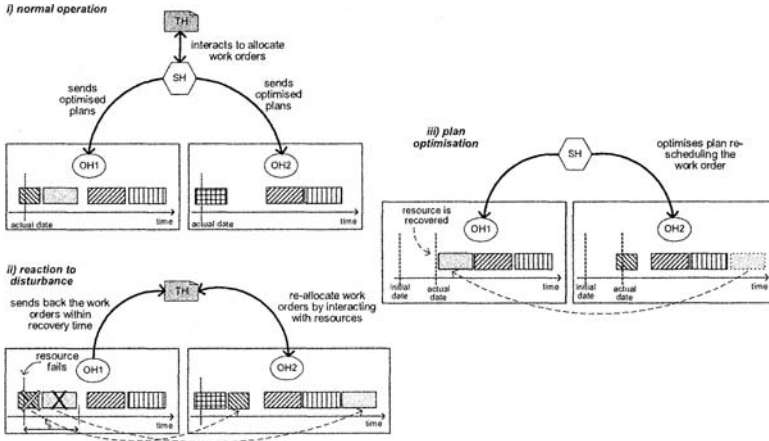 i) normal operation
TH
interacts to allocate
work orders
SH
sends
optimised
plans
sends
optimised
plans
OH1
OH2
time
actual date
time
actual date
ii) reaction to
disturbance
sends back the work
orders within
recovery time
TH
re-allocate work
orders by interacting
with resources
resource
fails
OH1
OH2
time
time
iii) plan
optimisation
SH
optimises plan re-
scheduling the
work order
resource is
recovered
OH1
OH2
initial
date
actual
date
time
initial
date
actual
date
time